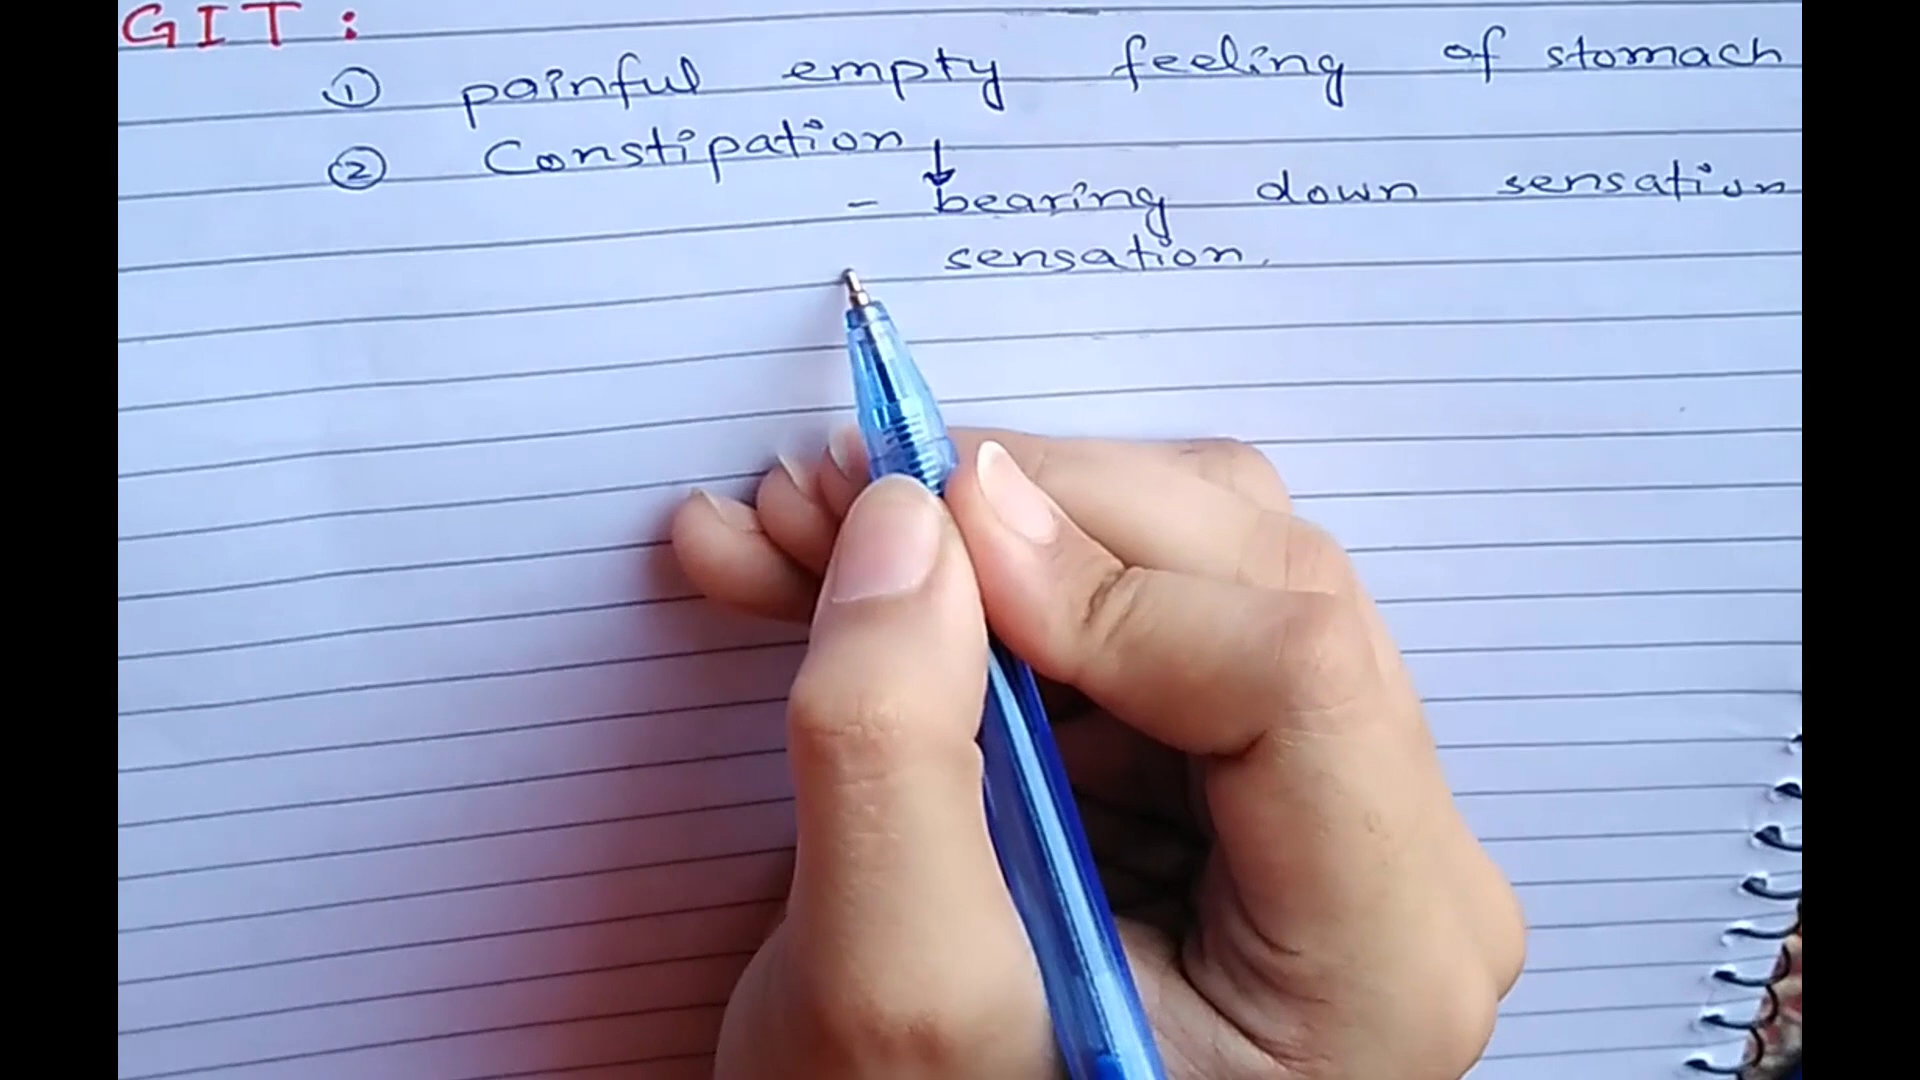 GIT :
① painful empty feeling of stomach
② Constipation
↓
- bearing down sensation
sensation.